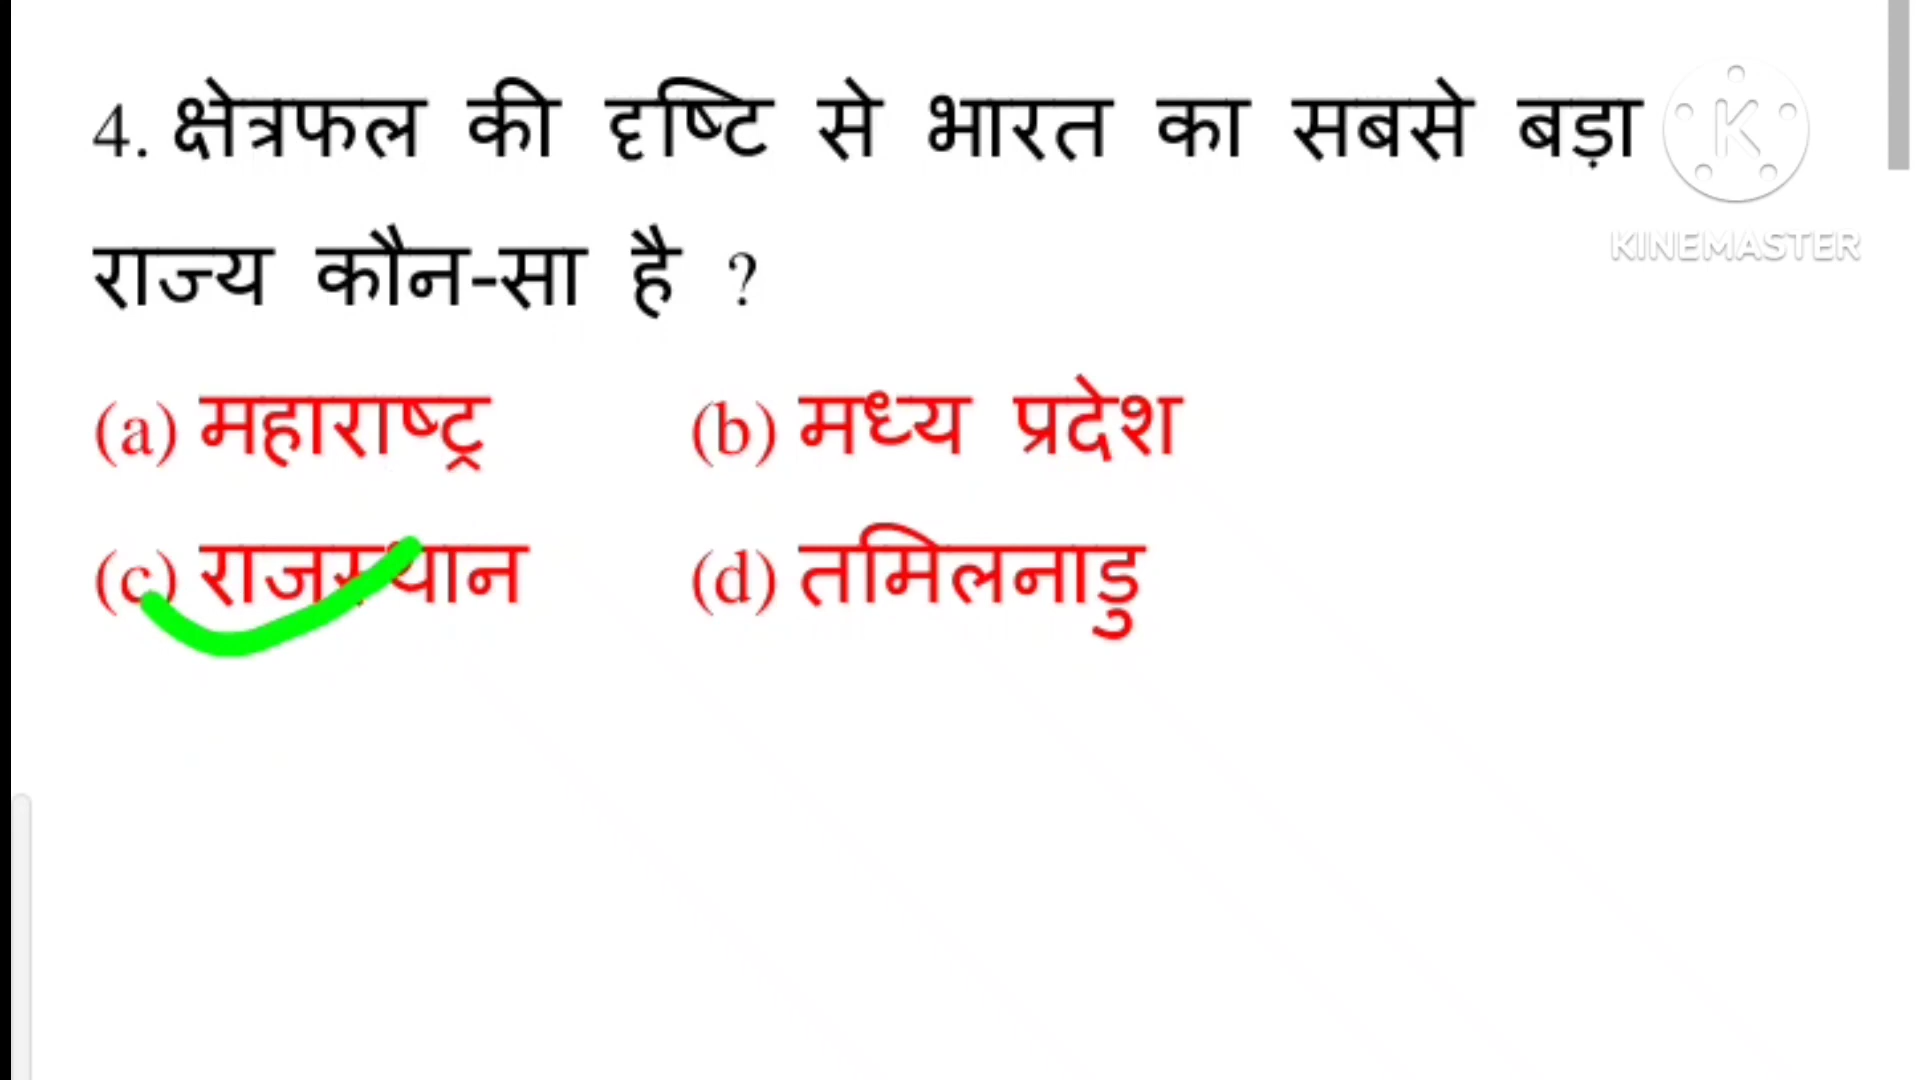 4. क्षेत्रफल की दृष्टि से भारत का सबसे बड़ा
राज्य कौन-सा है ?
(a) महाराष्ट्र (b) मध्य प्रदेश
(c) राजस्थान (d) तमिलनाडु
K
KINEMASTER